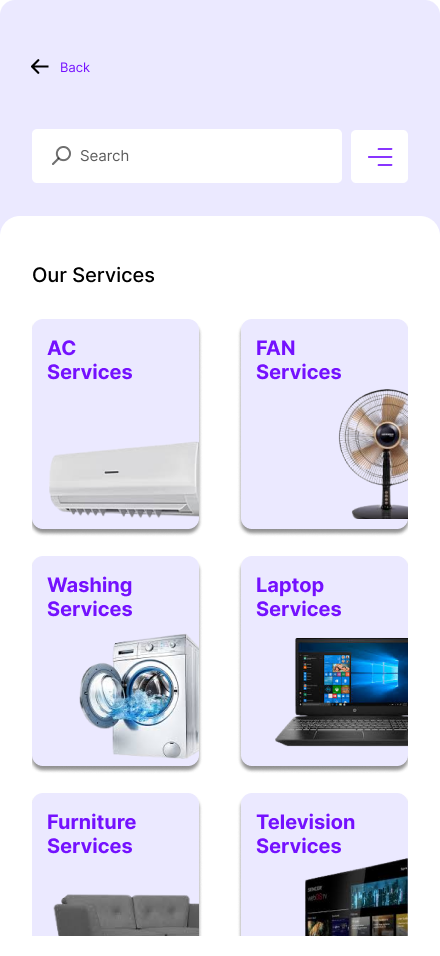 Back
Search
Our Services
AC
Services
FAN
Services
Washing
Services
Laptop
Services
Furniture
Services
Television
Services